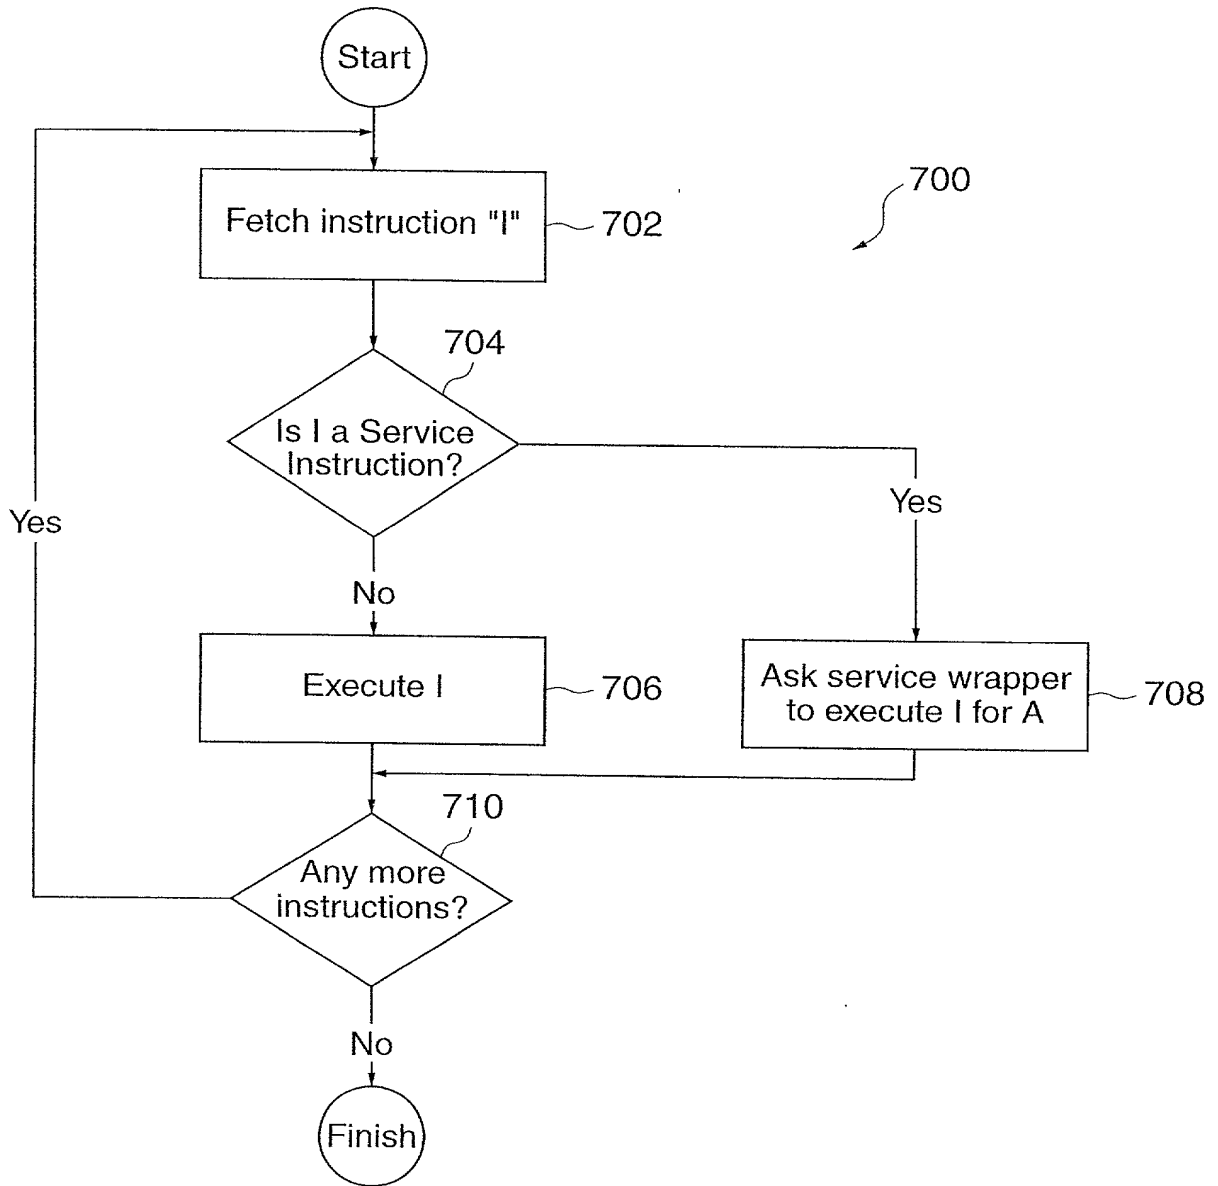 Start
700
Fetch instruction "I"
702
704
Is I a Service
Instruction?
Yes
Yes
No
Execute I
706
Ask service wrapper
to execute I for A
708
710
Any more
instructions?
No
Finish